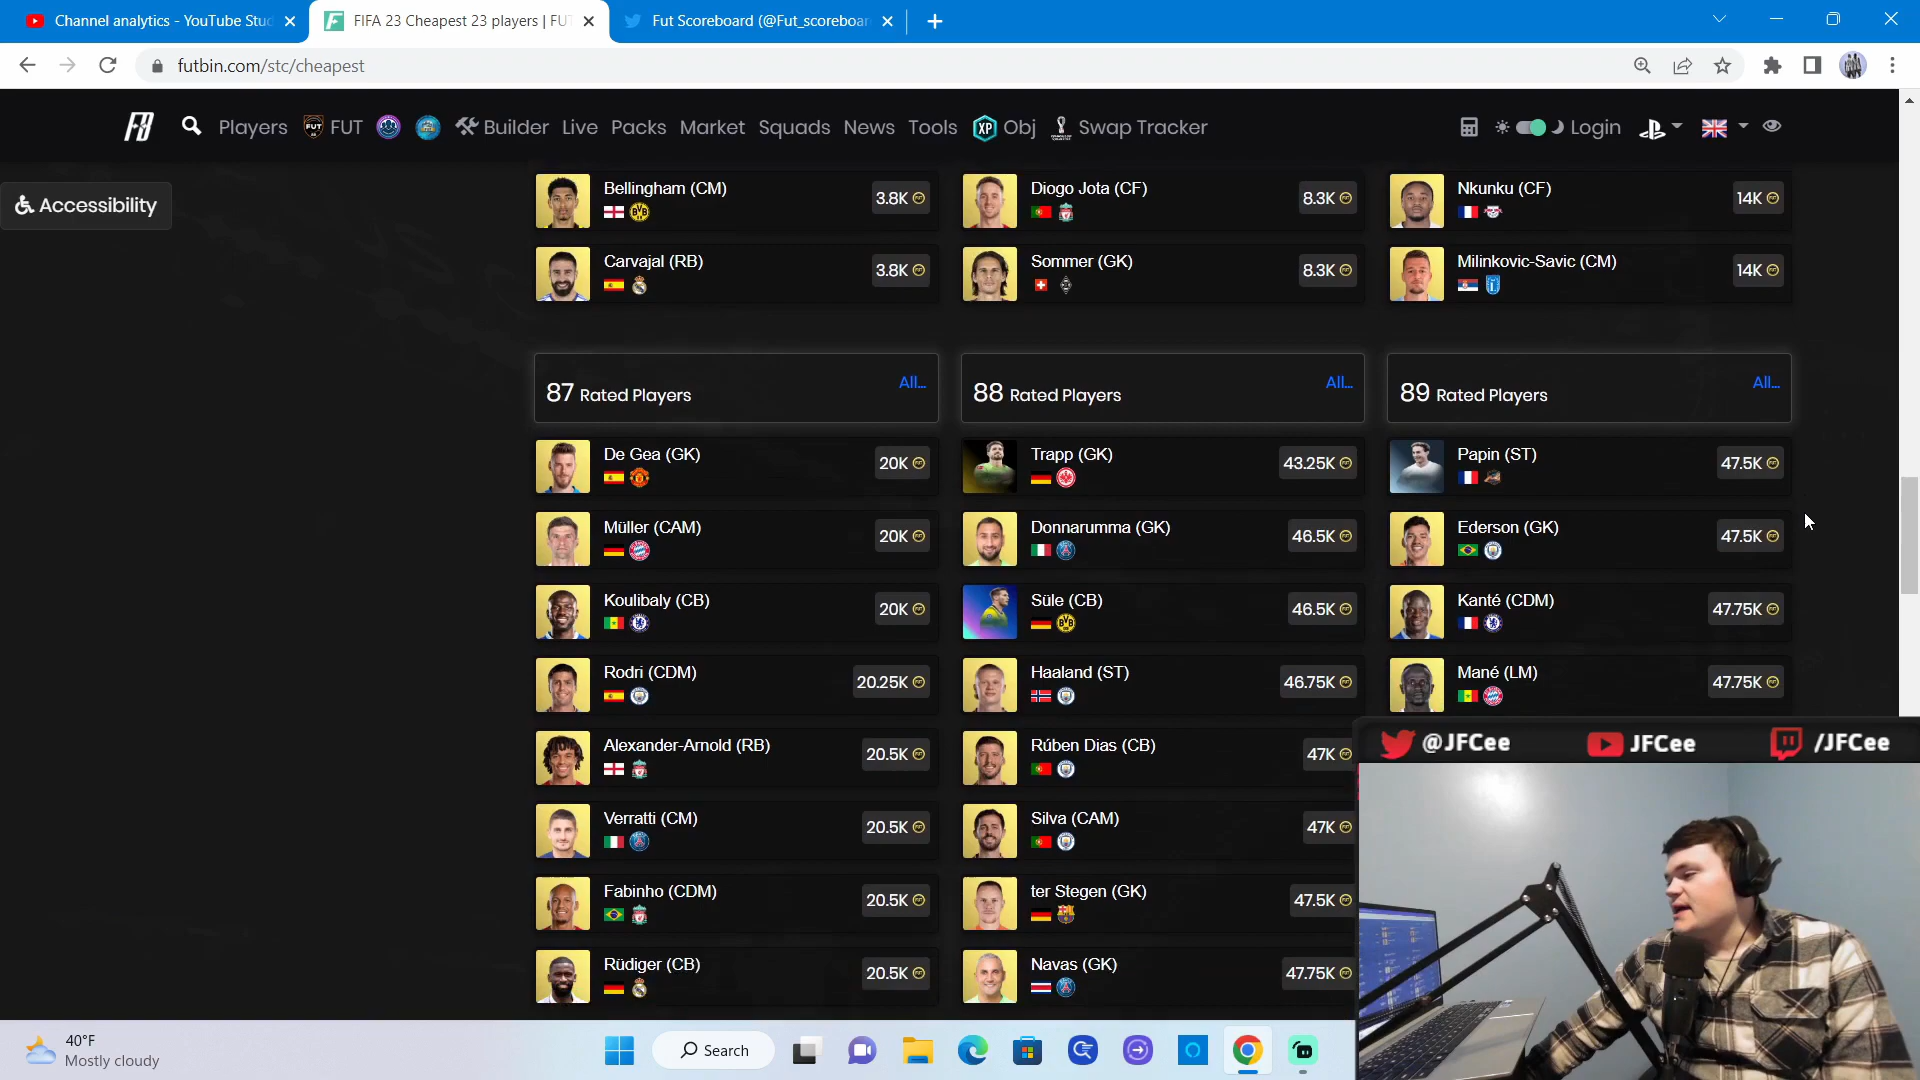 Channel analytics - YouTube Stud
FIFA 23 Cheapest 23 players | FUT
Fut Scoreboard (@Fut_scoreboar
futbin.com/stc/cheapest
Players
FUT
Builder
Live
Packs
Market
Squads
News
Tools
XP Obj
Swap Tracker
Login
Accessibility
Bellingham (CM) 3.8K
Diogo Jota (CF) 8.3K
Nkunku (CF) 14K
Carvajal (RB) 3.8K
Sommer (GK) 8.3K
Milinkovic-Savic (CM) 14K
87 Rated Players All...
88 Rated Players All...
89 Rated Players All...
De Gea (GK) 20K
Trapp (GK) 43.25K
Papin (ST) 47.5K
Müller (CAM) 20K
Donnarumma (GK) 46.5K
Ederson (GK) 47.5K
Koulibaly (CB) 20K
Süle (CB) 46.5K
Kanté (CDM) 47.75K
Rodri (CDM) 20.25K
Haaland (ST) 46.75K
Mané (LM) 47.75K
Alexander-Arnold (RB) 20.5K
Rúben Dias (CB) 47K
@JFCee
JFCee
/JFCee
Verratti (CM) 20.5K
Silva (CAM) 47K
Fabinho (CDM) 20.5K
ter Stegen (GK) 47.5K
Rüdiger (CB) 20.5K
Navas (GK) 47.75K
40°F
Mostly cloudy
Search